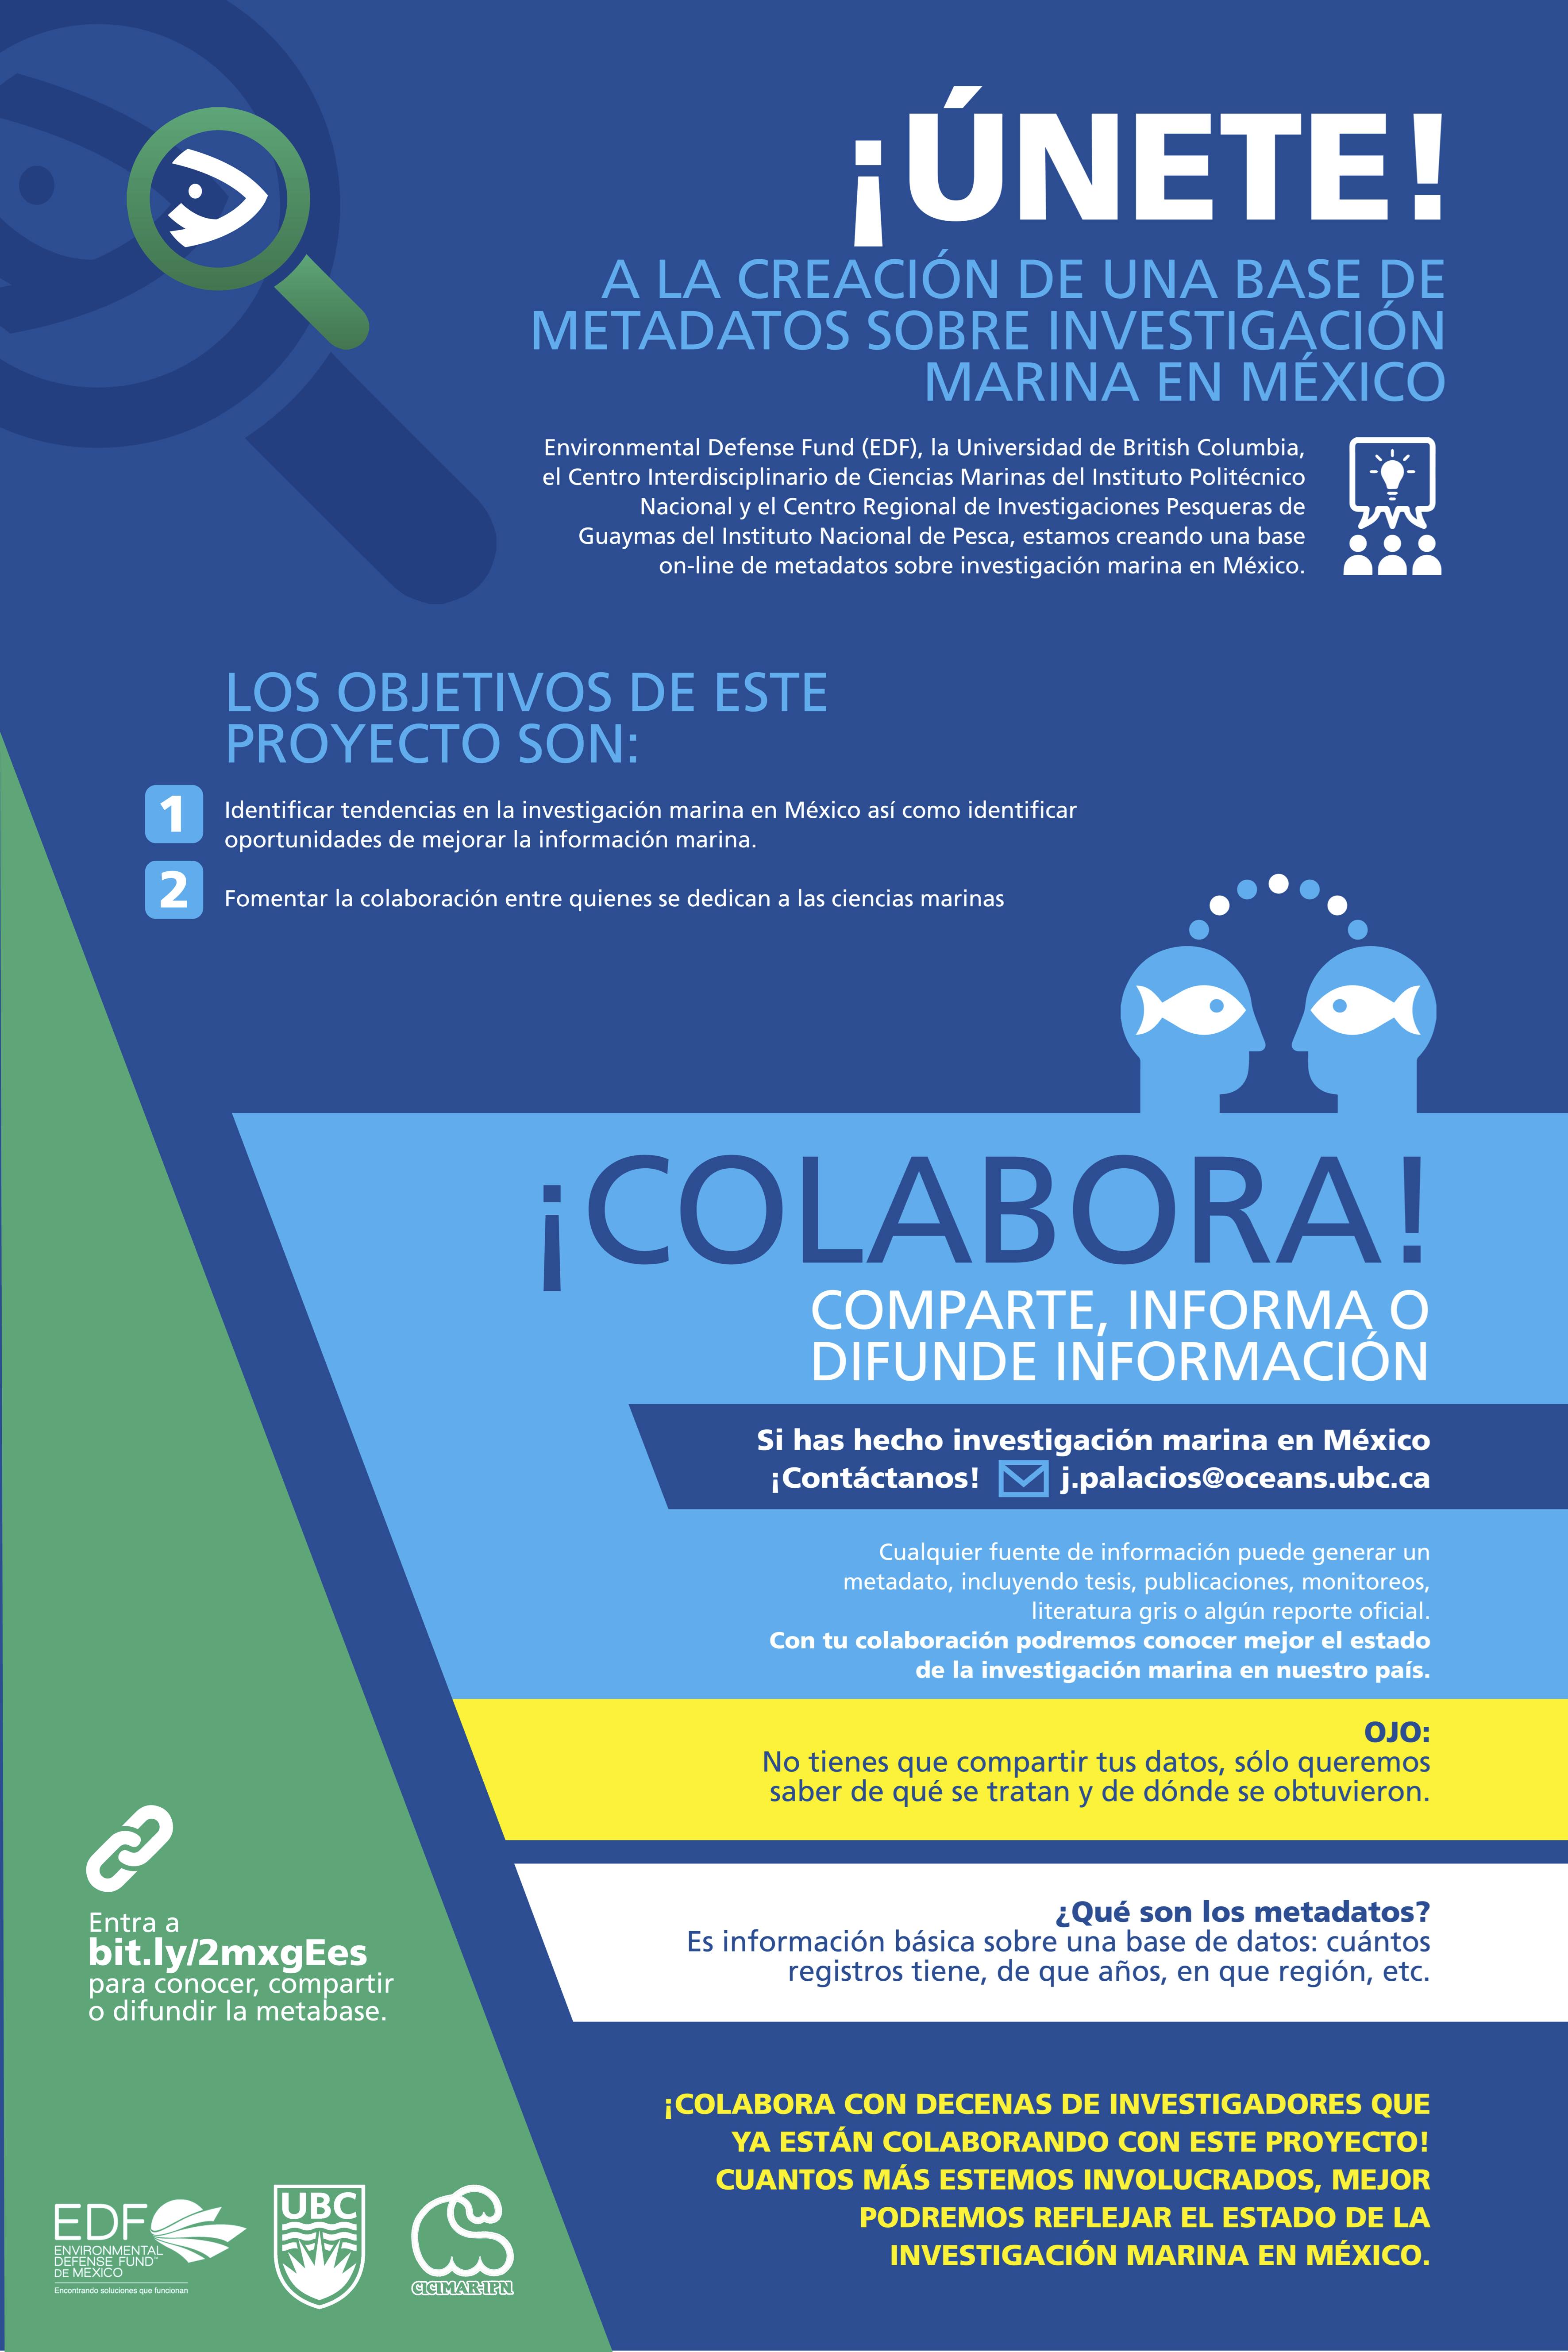 ¡ÚNETE!
A LA CREACIÓN DE UNA BASE DE
METADATOS SOBRE INVESTIGACIÓN
MARINA EN MÉXICO
Environmental Defense Fund (EDF), la Universidad de British Columbia,
el Centro Interdisciplinario de Ciencias Marinas del Instituto Politécnico
Nacional y el Centro Regional de Investigaciones Pesqueras de
Guaymas del Instituto Nacional de Pesca, estamos creando una base
on-line de metadatos sobre investigación marina en México.
LOS OBJETIVOS DE ESTE
PROYECTO SON:
1
Identificar tendencias en la investigación marina en México así como identificar
oportunidades de mejorar la información marina.
2
Fomentar la colaboración entre quienes se dedican a las ciencias marinas
¡COLABORA!
COMPARTE, INFORMA O
DIFUNDE INFORMACIÓN
Si has hecho investigación marina en México
¡Contáctanos! j.palacios@oceans.ubc.ca
Cualquier fuente de información puede generar un
metadato, incluyendo tesis, publicaciones, monitoreos,
literatura gris o algún reporte oficial.
Con tu colaboración podremos conocer mejor el estado
de la investigación marina en nuestro país.
OJO:
No tienes que compartir tus datos, sólo queremos
saber de qué se tratan y de dónde se obtuvieron.
¿Qué son los metadatos?
Es información básica sobre una base de datos: cuántos
registros tiene, de que años, en que región, etc.
Entra a
bit.ly/2mxgEes
para conocer, compartir
o difundir la metabase.
¡COLABORA CON DECENAS DE INVESTIGADORES QUE
YA ESTÁN COLABORANDO CON ESTE PROYECTO!
CUANTOS MÁS ESTEMOS INVOLUCRADOS, MEJOR
PODREMOS REFLEJAR EL ESTADO DE LA
INVESTIGACIÓN MARINA EN MÉXICO.
EDF
ENVIRONMENTAL
DEFENSE FUND™
DE MEXICO
Encontrando soluciones que funcionan
UBC
CICIMAR-IPN